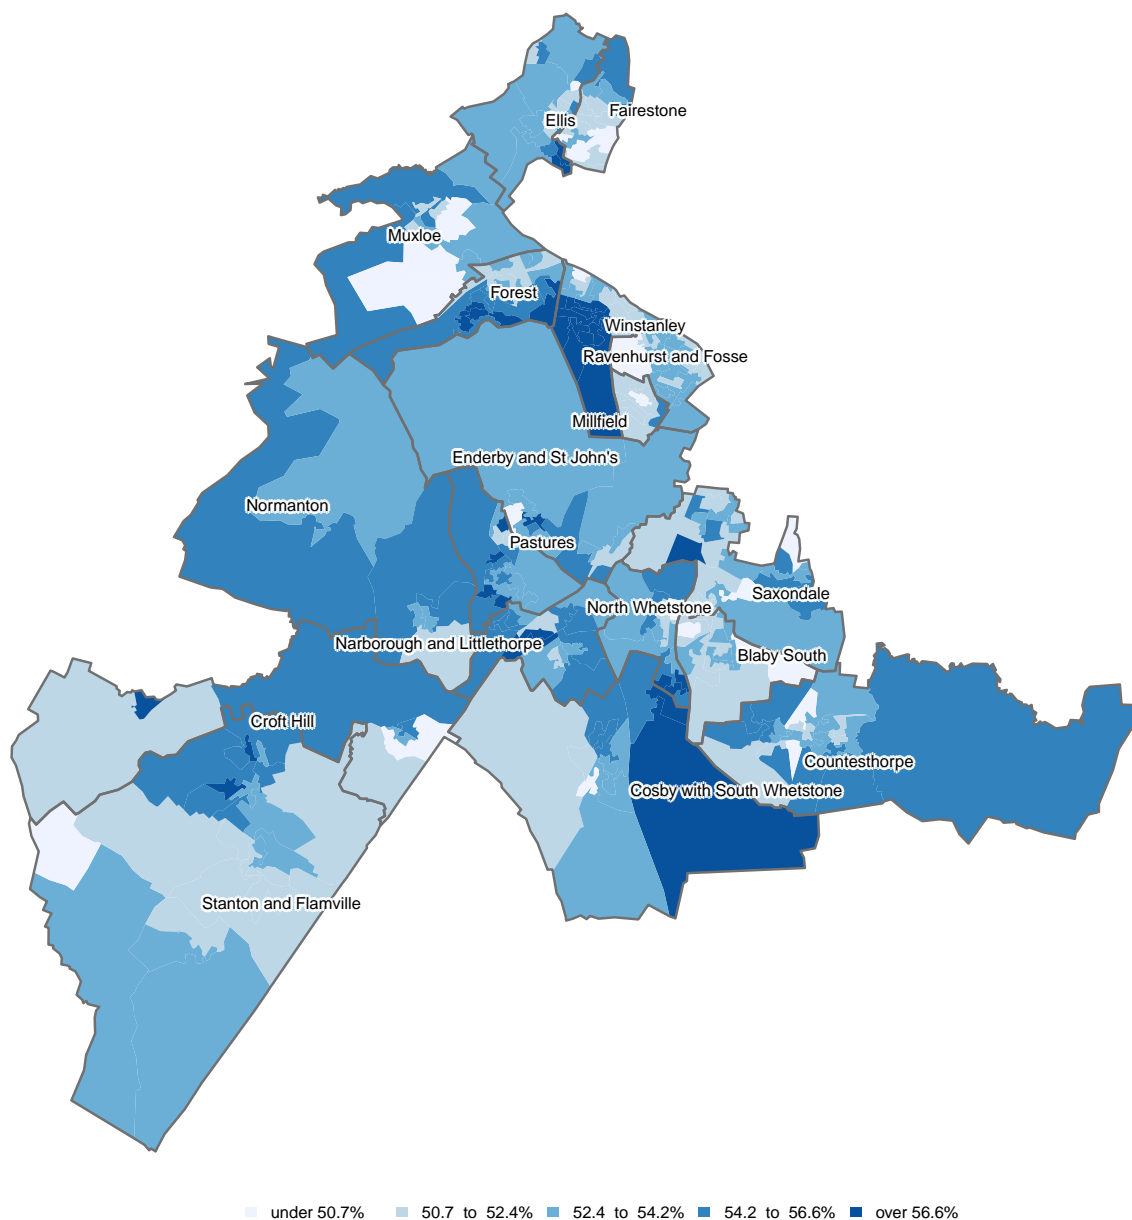 Fairestone
Ellis
Muxloe
Forest
Winstanley
Ravenhurst and Fosse
Millfield
Enderby and St John's
Normanton
Pastures
Saxondale
North Whetstone
Narborough and Littlethorpe
Blaby South
Croft Hill
Countesthorpe
Cosby with South Whetstone
Stanton and Flamville
under 50.7% 50.7 to 52.4% 52.4 to 54.2% 54.2 to 56.6% over 56.6%